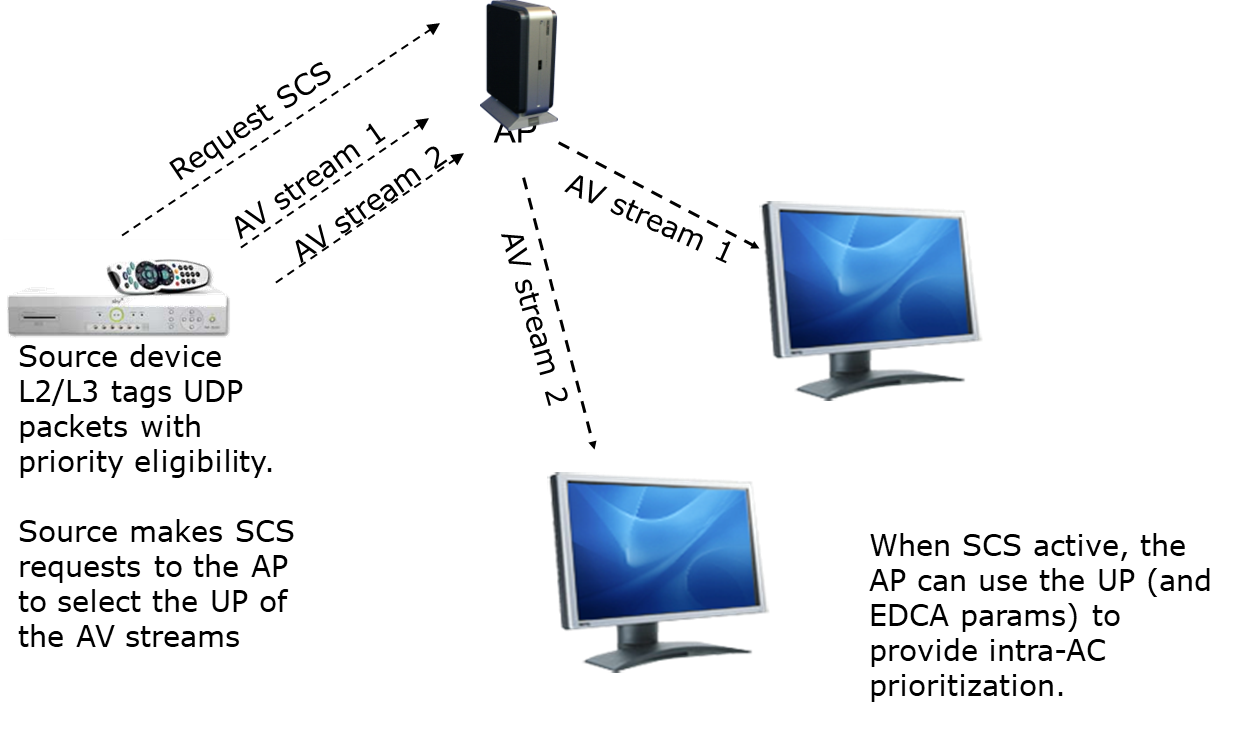 Request SCS
AV stream 1
AV stream 2
AP
AV stream 1
AV stream 2
sky
Source device
L2/L3 tags UDP
packets with
priority eligibility.
Source makes SCS
requests to the AP
to select the UP of
the AV streams
When SCS active, the
AP can use the UP (and
EDCA params) to
provide intra-AC
prioritization.